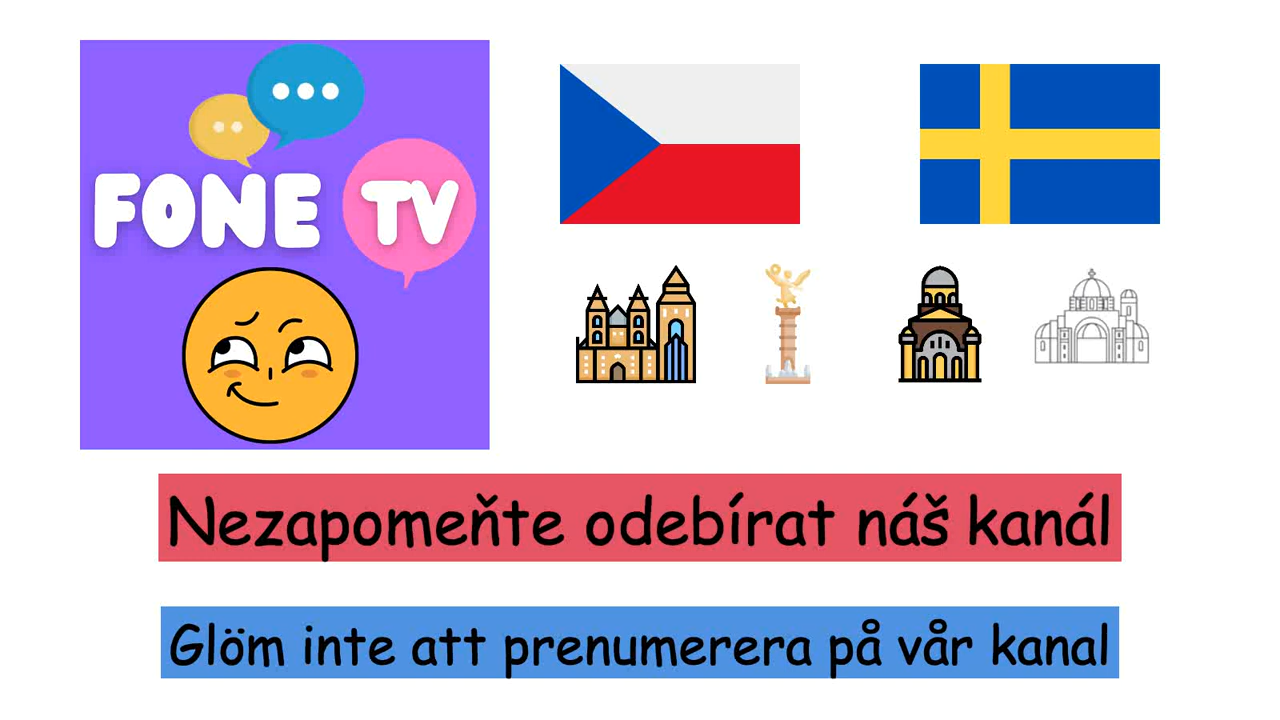 FONE TV
Nezapomeňte odebírat náš kanál
Glöm inte att prenumerera på vår kanal